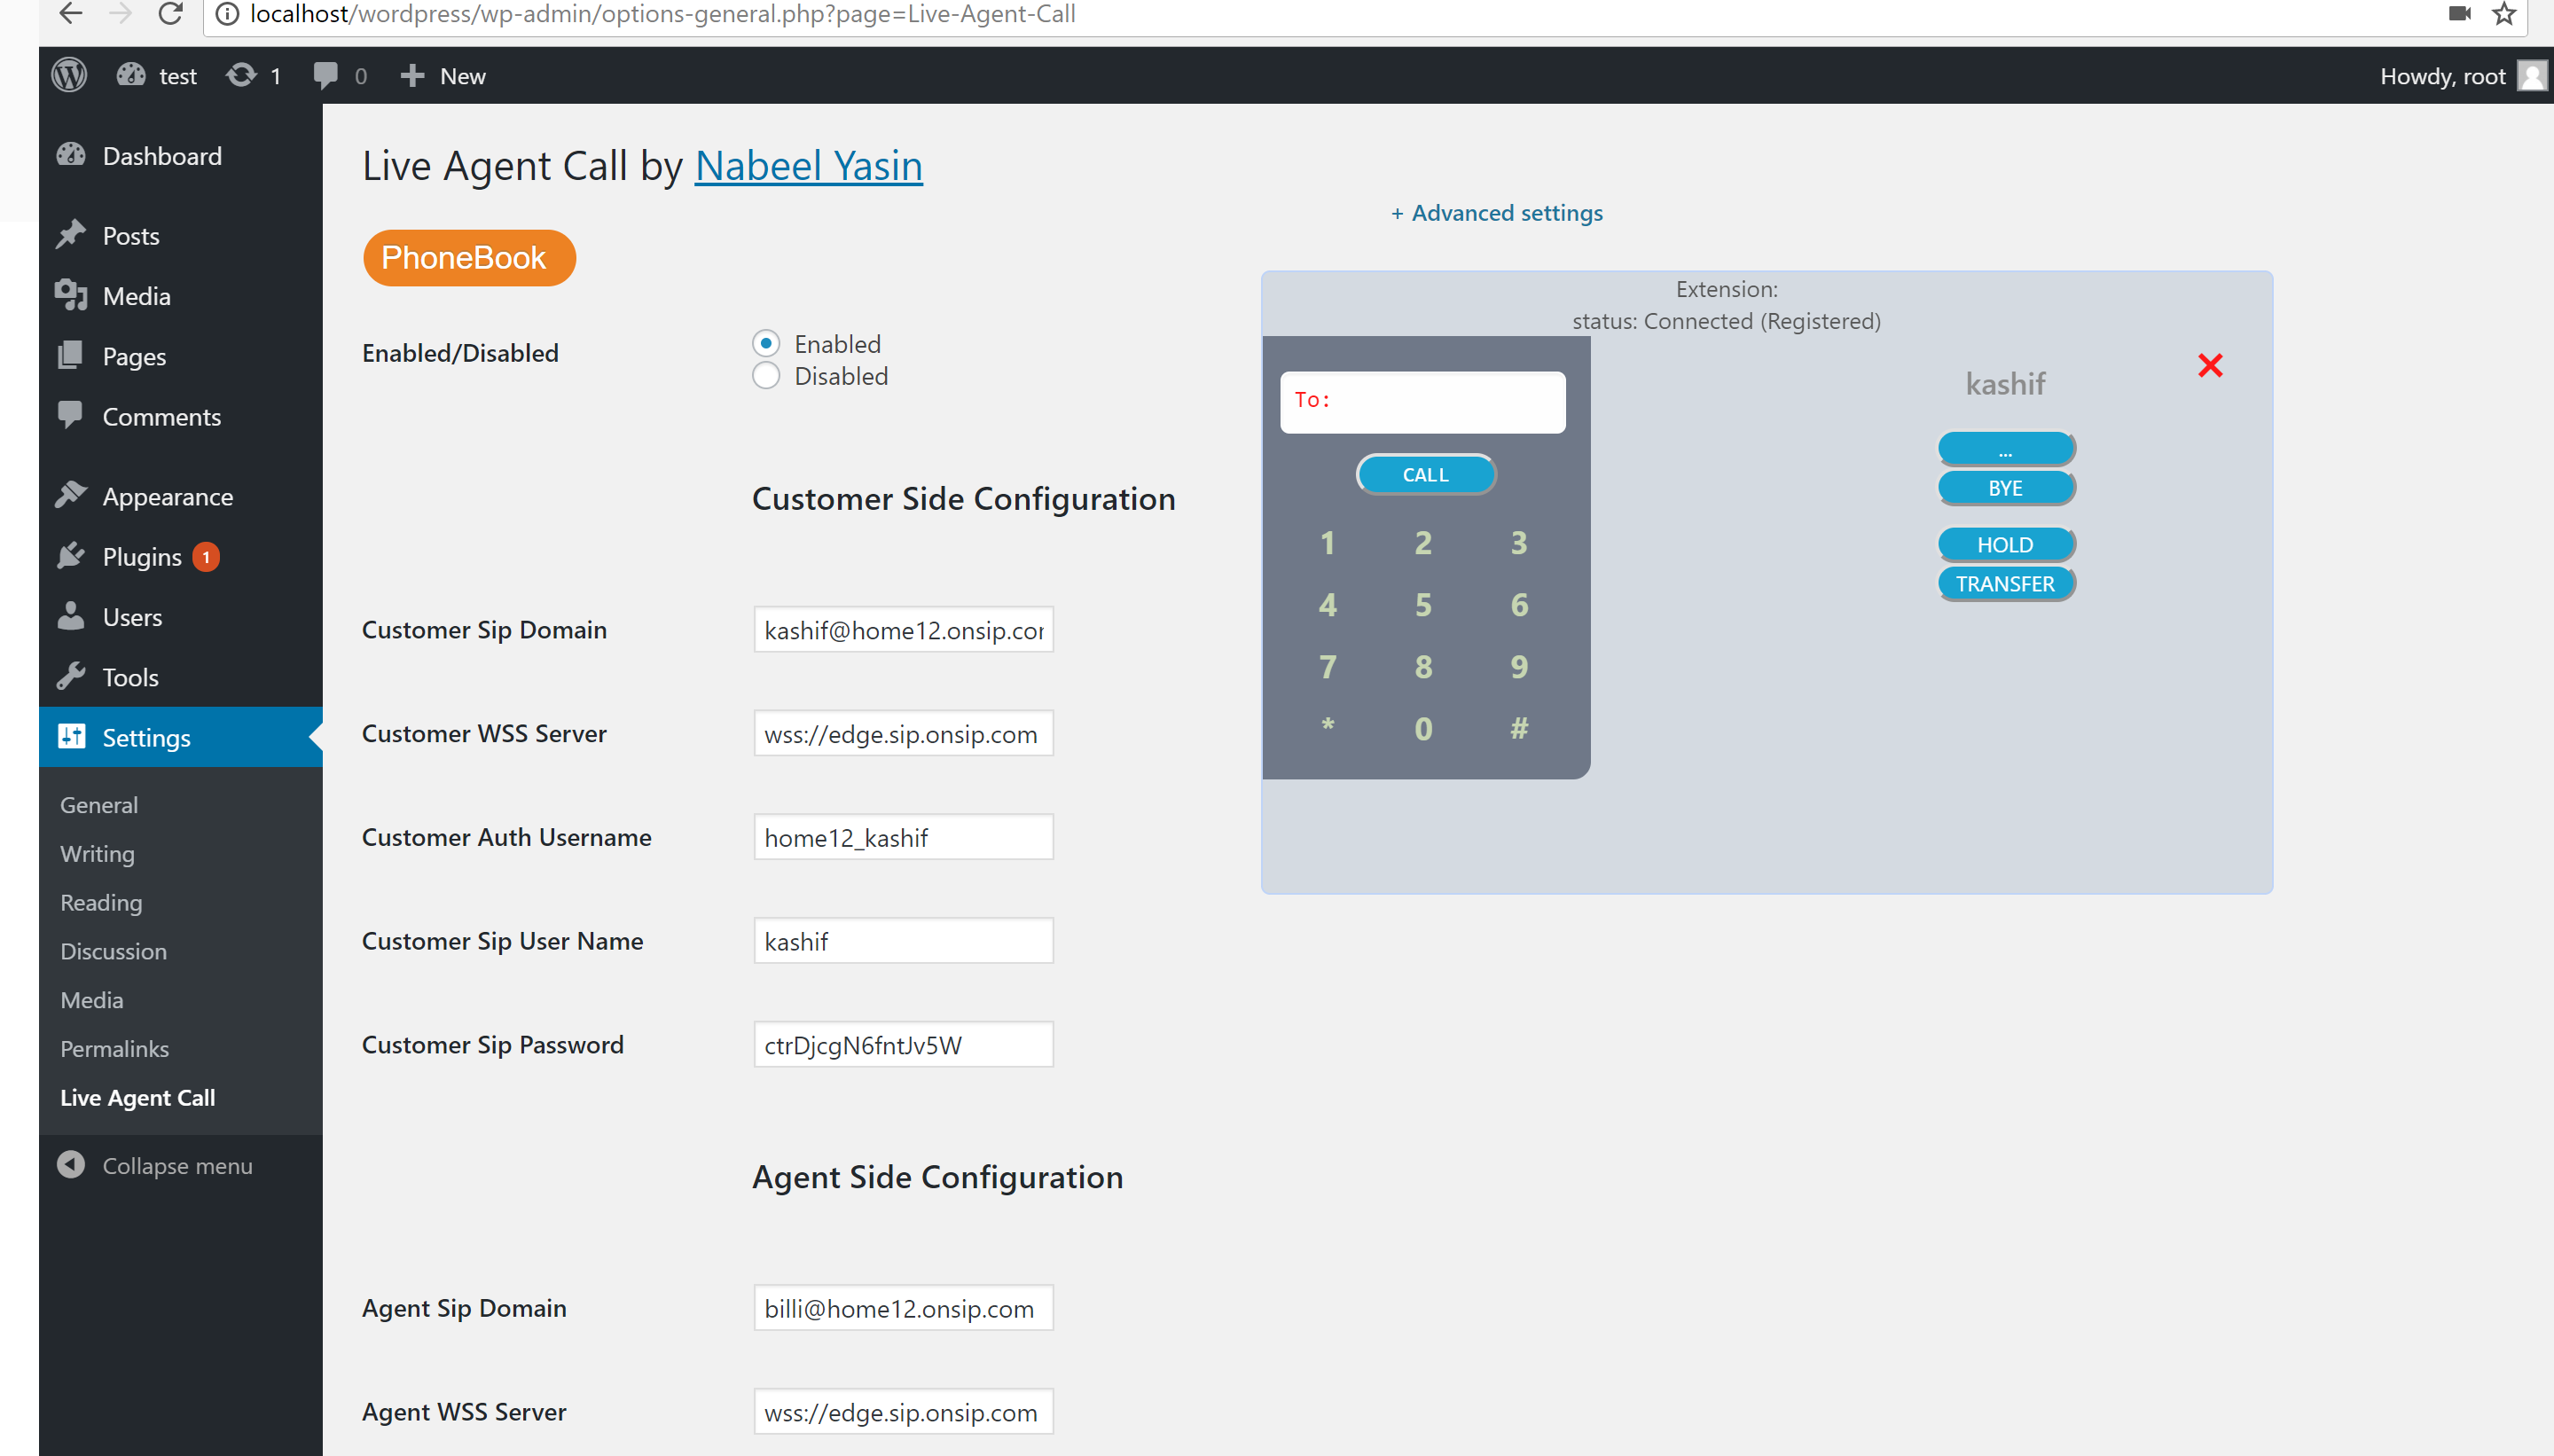 localhost/wordpress/wp-admin/options-general.php?page=Live-Agent-Call
test 1 0 New Howdy, root
Dashboard
Posts
Media
Pages
Comments
Appearance
Plugins 1
Users
Tools
Settings
General
Writing
Reading
Discussion
Media
Permalinks
Live Agent Call
Collapse menu
Live Agent Call by Nabeel Yasin
PhoneBook
Enabled/Disabled
Enabled
Disabled
Customer Side Configuration
Customer Sip Domain kashif@home12.onsip.cor
Customer WSS Server wss://edge.sip.onsip.com
Customer Auth Username home12_kashif
Customer Sip User Name kashif
Customer Sip Password ctrDjcgN6fntJv5W
Agent Side Configuration
Agent Sip Domain billi@home12.onsip.com
Agent WSS Server wss://edge.sip.onsip.com
+ Advanced settings
Extension:
status: Connected (Registered)
To:
CALL
1 2 3
4 5 6
7 8 9
* 0 #
kashif
...
BYE
HOLD
TRANSFER